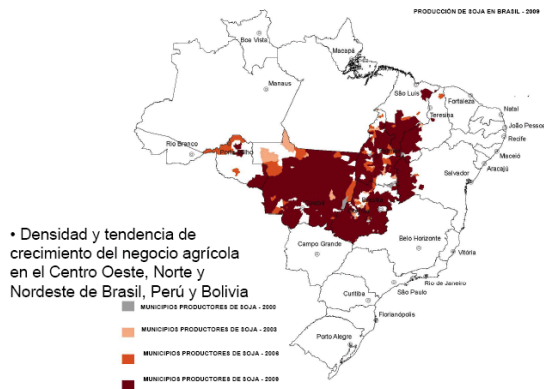 PRODUCCIÓN DE SOJA EN BRASIL - 2009
Boa Vista
Macapá
Manaus
São Luis
Fortaleza
Teresina
Natal
João Pessoa
Recife
Rio Branco
Maceió
Aracajú
Salvador
• Densidad y tendencia de
crecimiento del negocio agrícola
en el Centro Oeste, Norte y
Nordeste de Brasil, Perú y Bolivia
Campo Grande
Belo Horizonte
Vitória
Rio de Janeiro
São Paulo
Curitiba
Florianópolis
Porto Alegre
MUNICIPIOS PRODUCTORES DE SOJA - 2000
MUNICIPIOS PRODUCTORES DE SOJA - 2003
MUNICIPIOS PRODUCTORES DE SOJA - 2006
MUNICIPIOS PRODUCTORES DE SOJA - 2009